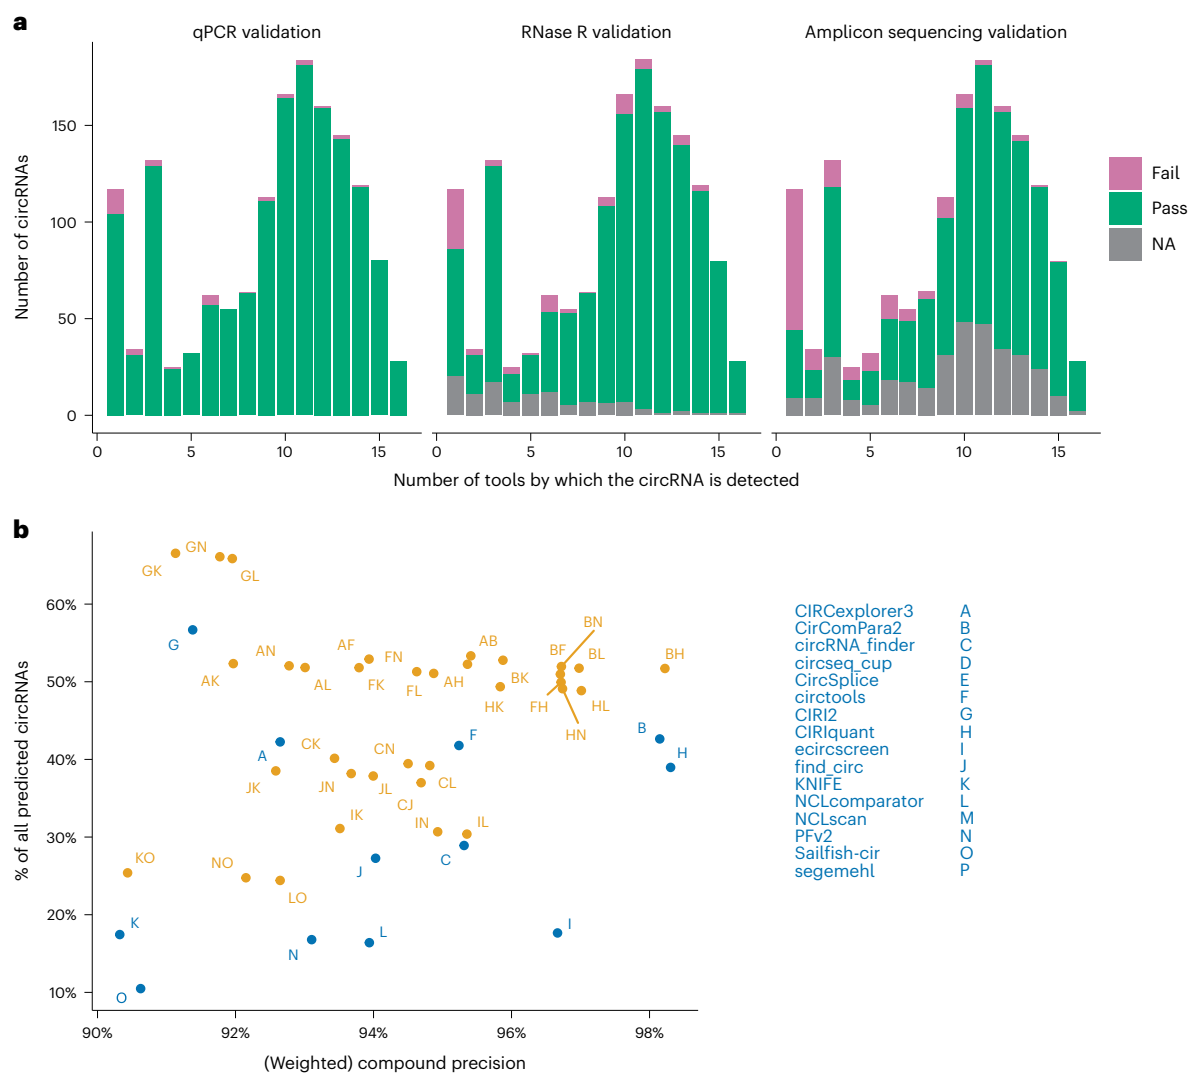 a
qPCR validation
RNase R validation
Amplicon sequencing validation
Number of circRNAs
150
100
50
0
Fail
Pass
NA
0 5 10 15
0 5 10 15
0 5 10 15
Number of tools by which the circRNA is detected
b
% of all predicted circRNAs
60%
50%
40%
30%
20%
10%
GN
GK
GL
G
BN
AB
AF
AN
FN
BF
BL
BH
AK
AL
FK
FL
AH
BK
HK
FH
HL
HN
B
F
H
A
CK
CN
JK
JN
JL
CL
CJ
IK
IN
IL
C
KO
NO
J
LO
K
L
I
N
O
90% 92% 94% 96% 98%
(Weighted) compound precision
CIRCexplorer3 A
CirComPara2 B
circRNA_finder C
circseq_cup D
CircSplice E
circtools F
CIRI2 G
CIRIquant H
ecircscreen I
find_circ J
KNIFE K
NCLcomparator L
NCLscan M
PFv2 N
Sailfish-cir O
segemehl P